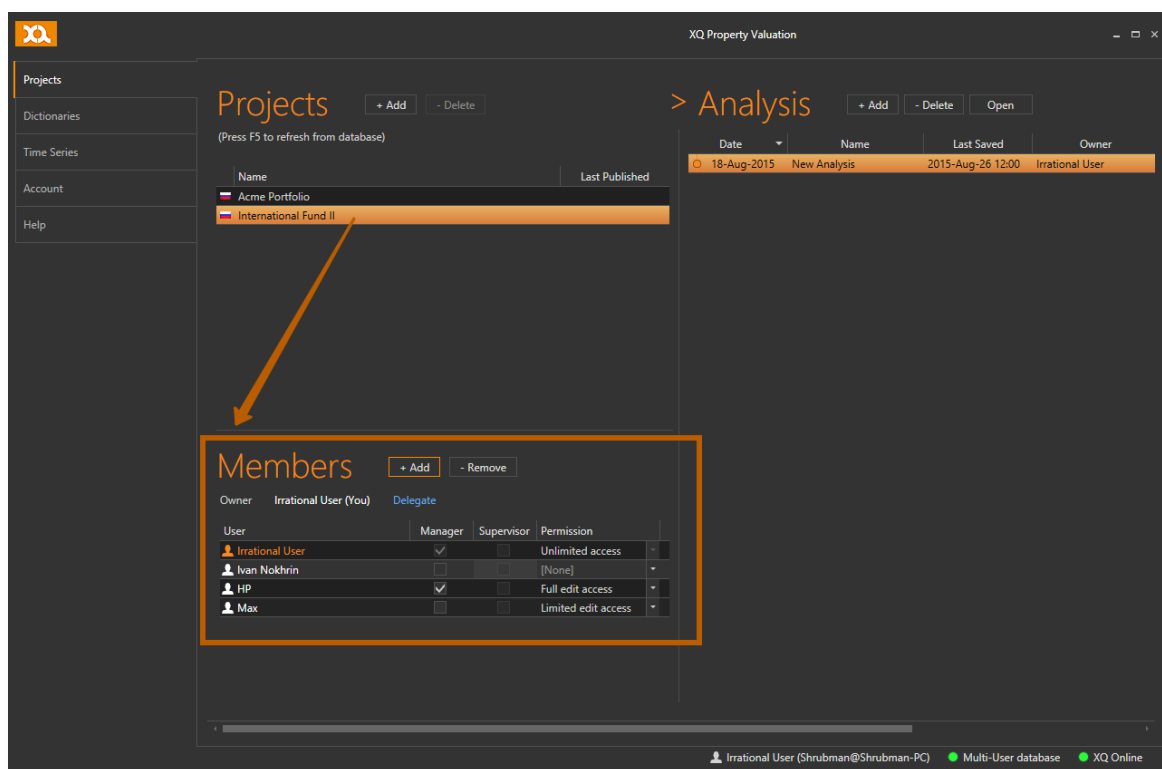 XQ
XQ Property Valuation
Projects
Dictionaries
Time Series
Account
Help
Projects + Add - Delete
(Press F5 to refresh from database)
Name Last Published
Acme Portfolio
International Fund II
> Analysis + Add - Delete Open
Date Name Last Saved Owner
18-Aug-2015 New Analysis 2015-Aug-26 12:00 Irrational User
Members + Add - Remove
Owner Irrational User (You) Delegate
User Manager Supervisor Permission
Irrational User Unlimited access
Ivan Nokhrin [None]
HP Full edit access
Max Limited edit access
Irrational User (Shrubman@Shrubman-PC) Multi-User database XQ Online